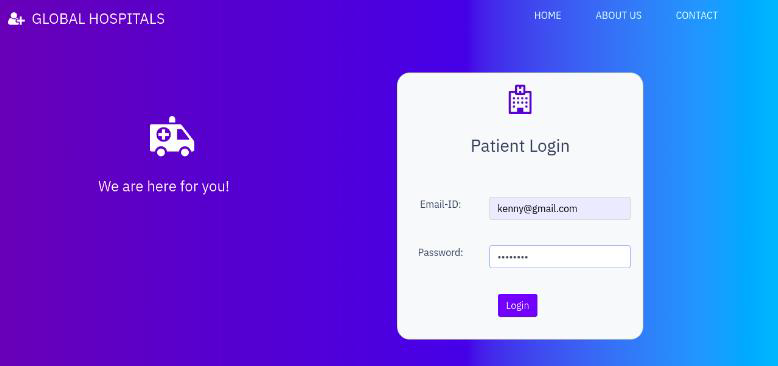 GLOBAL HOSPITALS
HOME ABOUT US CONTACT
We are here for you!
H
Patient Login
Email-ID: kenny@gmail.com
Password: ••••••••
Login